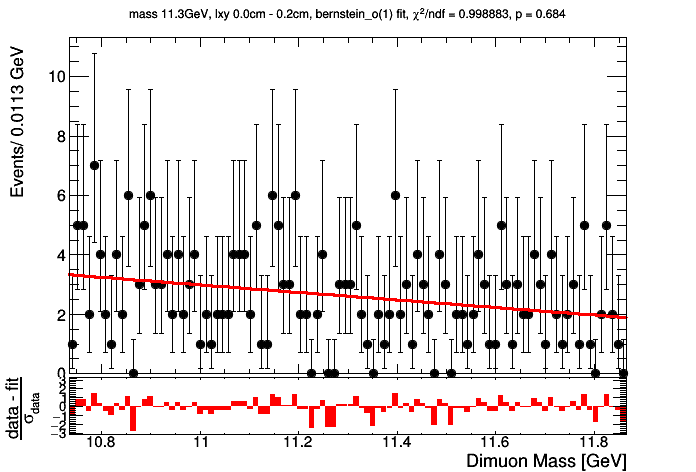 mass 11.3GeV, lxy 0.0cm - 0.2cm, bernstein_o(1) fit, χ²/ndf = 0.998883, p = 0.684
Events/ 0.0113 GeV
10
8
6
4
2
0
data - fit
σdata
3
2
1
0
−1
−2
−3
10.8 11 11.2 11.4 11.6 11.8
Dimuon Mass [GeV]